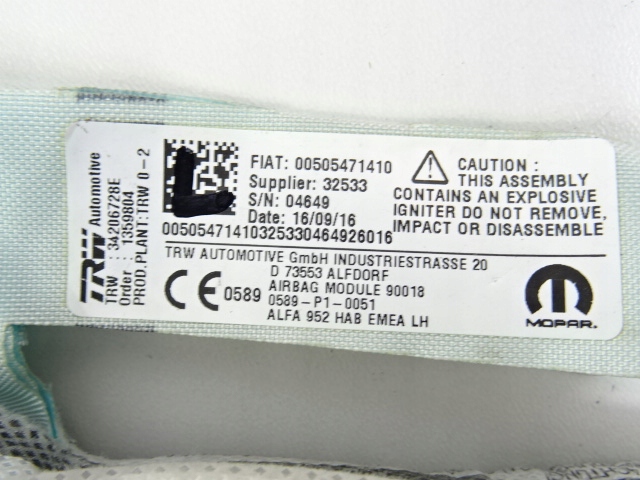 TRW Automotive
TRW : 34206728E
Order : 1359804
PROD.PLANT:TRW 0-2
L
FIAT: 00505471410
Supplier: 32533
S/N: 04649
Date: 16/09/16
00505471410325330464926016
CAUTION :
THIS ASSEMBLY
CONTAINS AN EXPLOSIVE
IGNITER DO NOT REMOVE,
IMPACT OR DISASSEMBLE
TRW AUTOMOTIVE GmbH INDUSTRIESTRASSE 20
D 73553 ALFDORF
AIRBAG MODULE 90018
0589-P1-0051
ALFA 952 HAB EMEA LH
CE 0589
MOPAR.